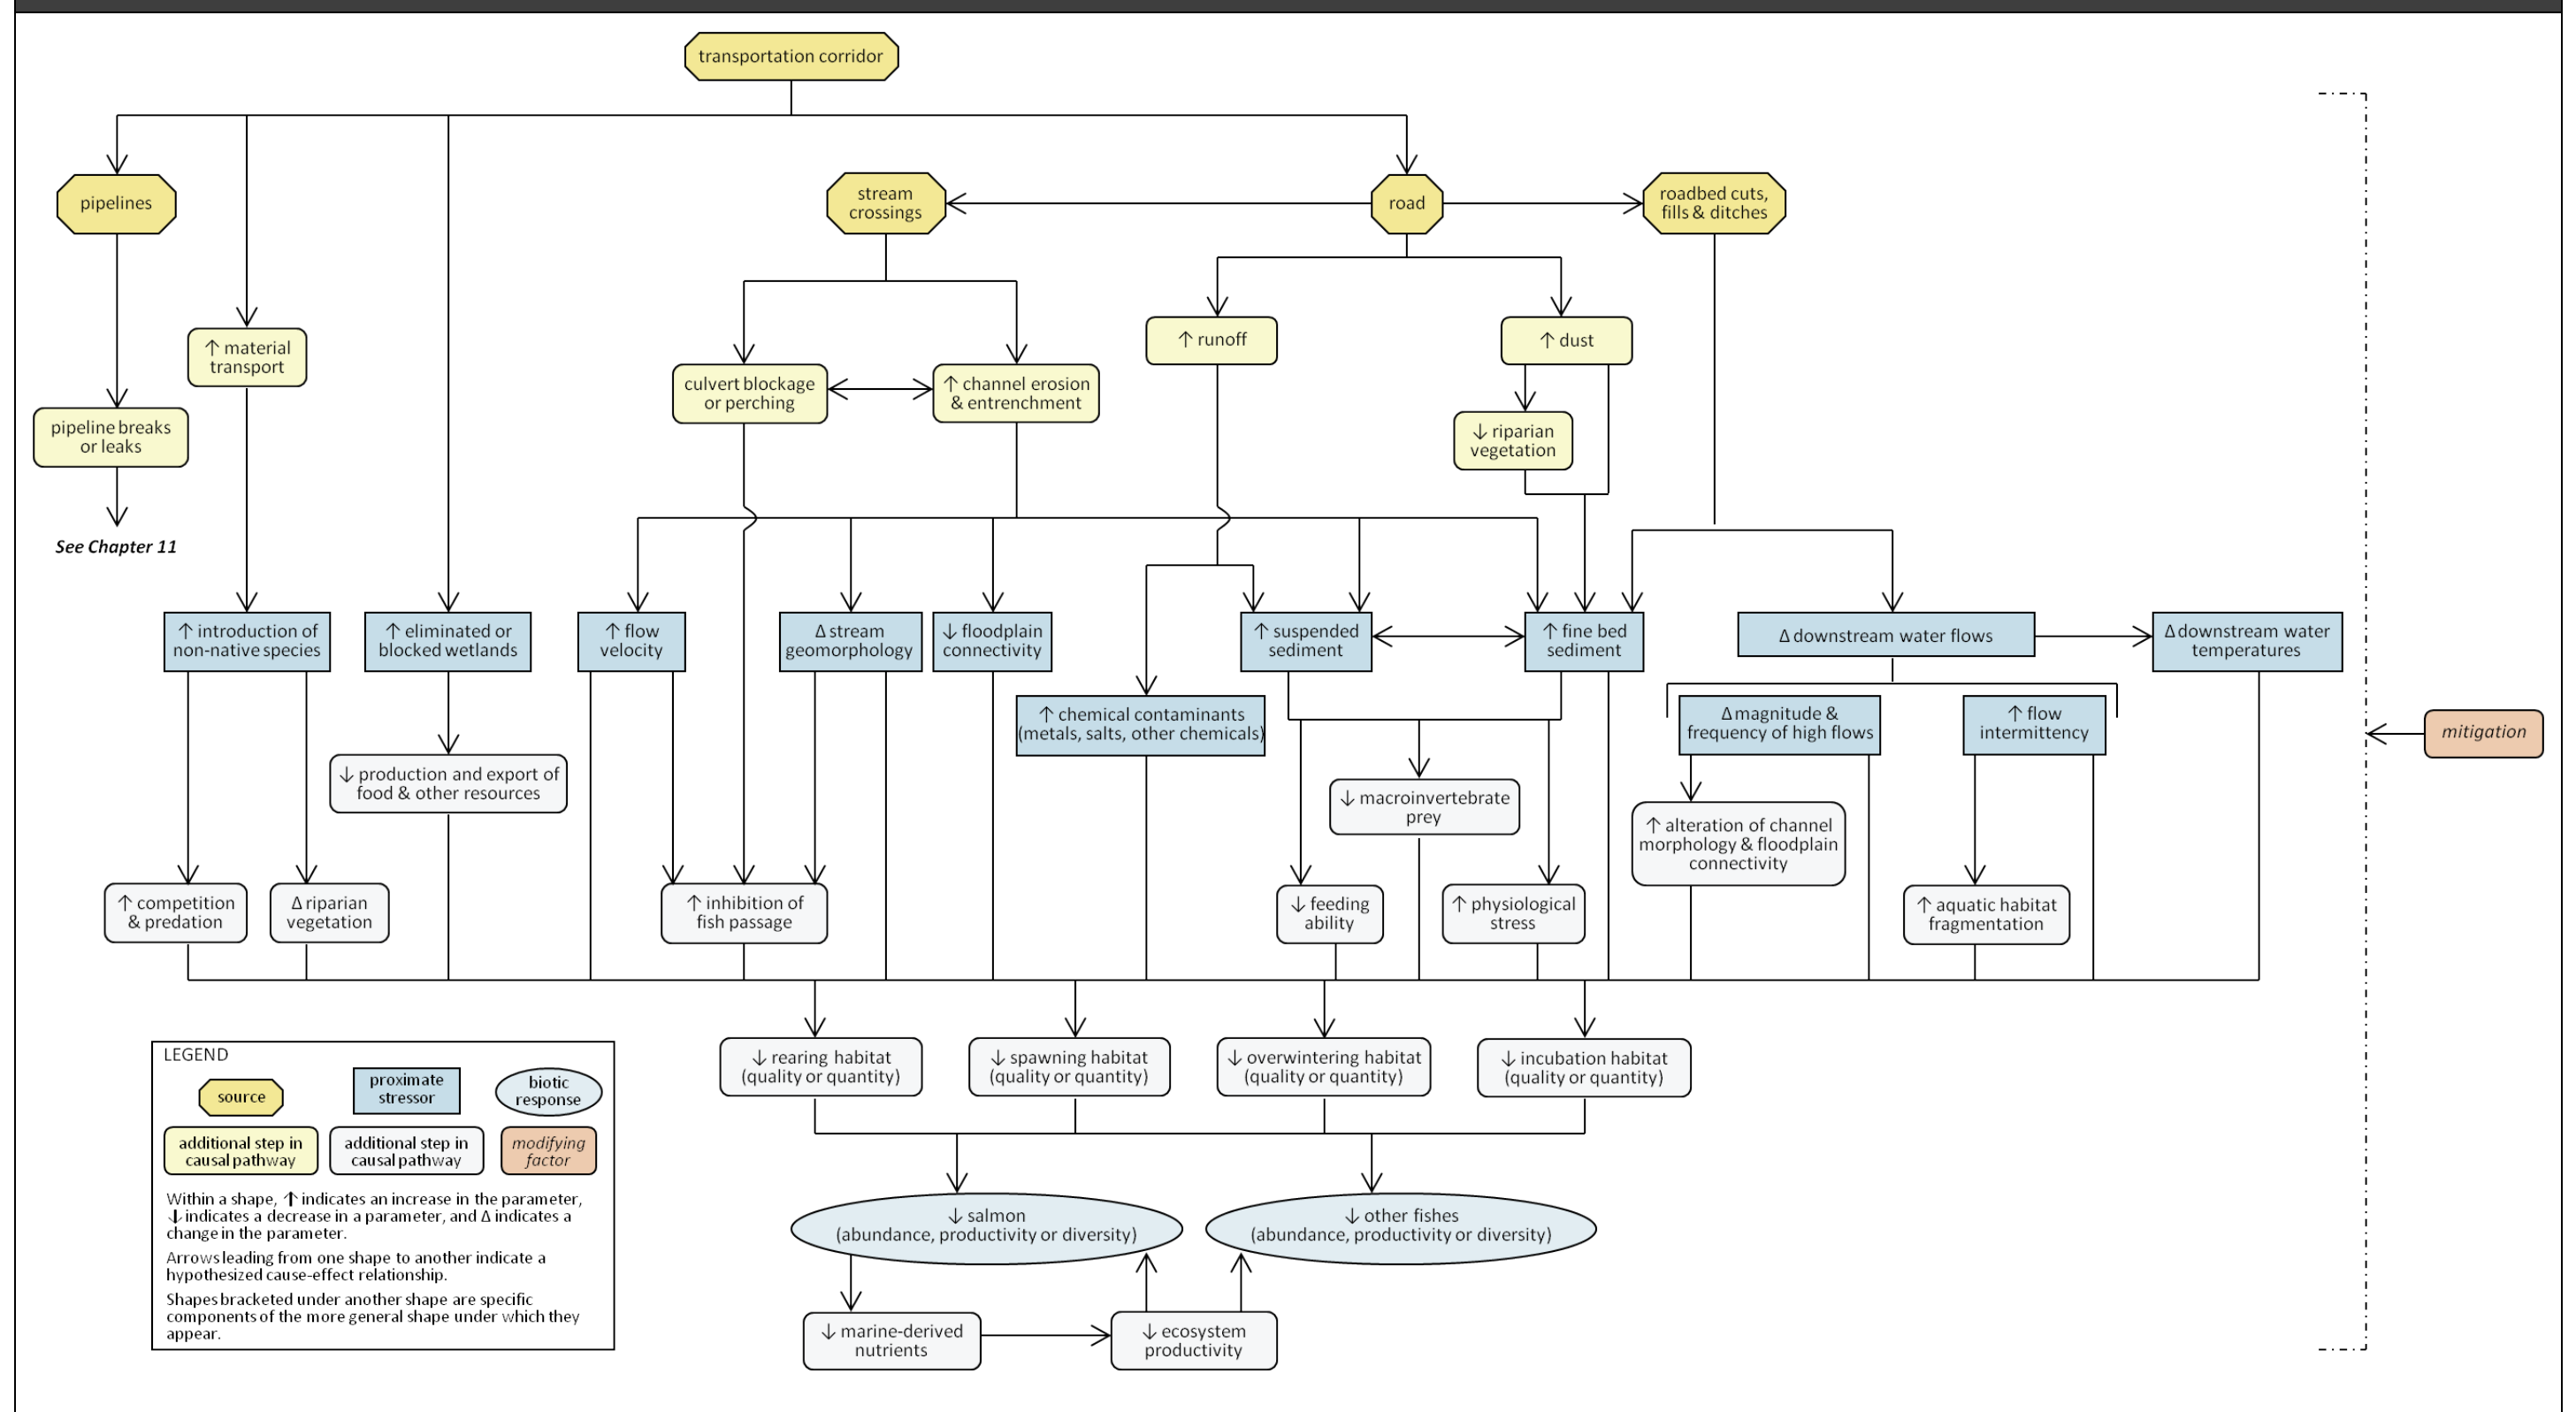 transportation corridor
pipelines
stream
crossings
road
roadbed cuts,
fills & ditches
↑ material
transport
↑ runoff
↑ dust
culvert blockage
or perching
↑ channel erosion
& entrenchment
pipeline breaks
or leaks
↓ riparian
vegetation
See Chapter 11
↑ introduction of
non-native species
↑ eliminated or
blocked wetlands
↑ flow
velocity
Δ stream
geomorphology
↓ floodplain
connectivity
↑ suspended
sediment
↑ fine bed
sediment
Δ downstream water flows
Δ downstream water
temperatures
↑ chemical contaminants
(metals, salts, other chemicals)
Δ magnitude &
frequency of high flows
↑ flow
intermittency
mitigation
↓ production and export of
food & other resources
↓ macroinvertebrate
prey
↑ alteration of channel
morphology & floodplain
connectivity
↑ competition
& predation
Δ riparian
vegetation
↑ inhibition of
fish passage
↓ feeding
ability
↑ physiological
stress
↑ aquatic habitat
fragmentation
↓ rearing habitat
(quality or quantity)
↓ spawning habitat
(quality or quantity)
↓ overwintering habitat
(quality or quantity)
↓ incubation habitat
(quality or quantity)
LEGEND
source
proximate
stressor
biotic
response
additional step in
causal pathway
additional step in
causal pathway
modifying
factor
Within a shape, ↑ indicates an increase in the parameter,
↓ indicates a decrease in a parameter, and Δ indicates a
change in the parameter.
Arrows leading from one shape to another indicate a
hypothesized cause-effect relationship.
Shapes bracketed under another shape are specific
components of the more general shape under which they
appear.
↓ salmon
(abundance, productivity or diversity)
↓ other fishes
(abundance, productivity or diversity)
↓ marine-derived
nutrients
↓ ecosystem
productivity